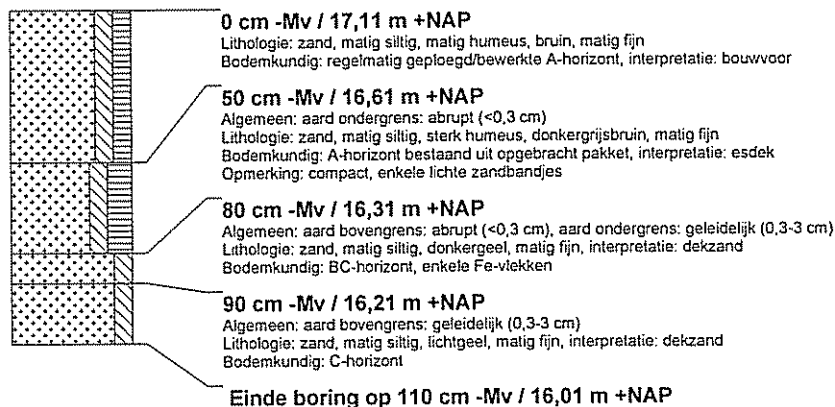 0 cm -Mv / 17,11 m +NAP
Lithologie: zand, matig siltig, matig humeus, bruin, matig fijn
Bodemkundig: regelmatig geploegd/bewerkte A-horizont, interpretatie: bouwvoor
50 cm -Mv / 16,61 m +NAP
Algemeen: aard ondergrens: abrupt (<0,3 cm)
Lithologie: zand, matig siltig, sterk humeus, donkergrijsbruin, matig fijn
Bodemkundig: A-horizont bestaand uit opgebracht pakket, interpretatie: esdek
Opmerking: compact, enkele lichte zandbandjes
80 cm -Mv / 16,31 m +NAP
Algemeen: aard bovengrens: abrupt (<0,3 cm), aard ondergrens: geleidelijk (0,3-3 cm)
Lithologie: zand, matig siltig, donkergeel, matig fijn, interpretatie: dekzand
Bodemkundig: BC-horizont, enkele Fe-vlekken
90 cm -Mv / 16,21 m +NAP
Algemeen: aard bovengrens: geleidelijk (0,3-3 cm)
Lithologie: zand, matig siltig, lichtgeel, matig fijn, interpretatie: dekzand
Bodemkundig: C-horizont
Einde boring op 110 cm -Mv / 16,01 m +NAP